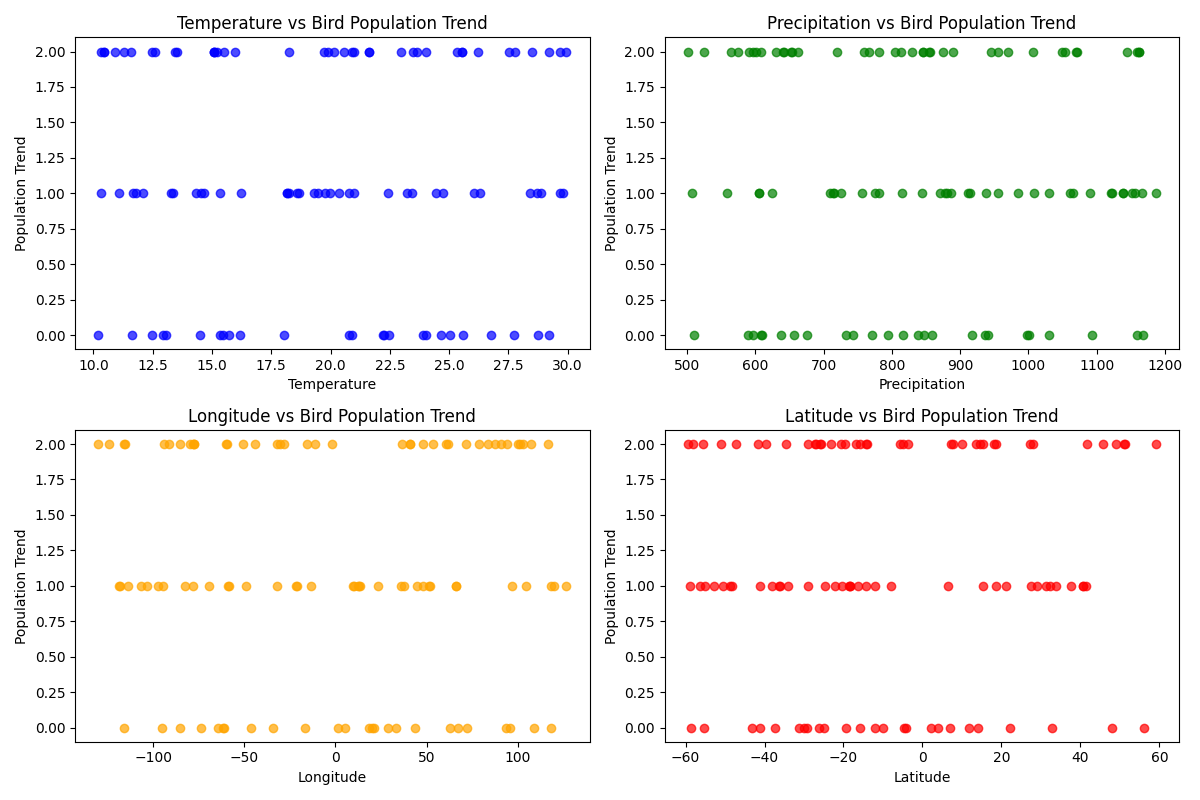 Temperature vs Bird Population Trend
Population Trend
2.00
1.75
1.50
1.25
1.00
0.75
0.50
0.25
0.00
10.0 12.5 15.0 17.5 20.0 22.5 25.0 27.5 30.0
Temperature
Precipitation vs Bird Population Trend
Population Trend
2.00
1.75
1.50
1.25
1.00
0.75
0.50
0.25
0.00
500 600 700 800 900 1000 1100 1200
Precipitation
Longitude vs Bird Population Trend
Population Trend
2.00
1.75
1.50
1.25
1.00
0.75
0.50
0.25
0.00
−100 −50 0 50 100
Longitude
Latitude vs Bird Population Trend
Population Trend
2.00
1.75
1.50
1.25
1.00
0.75
0.50
0.25
0.00
−60 −40 −20 0 20 40 60
Latitude